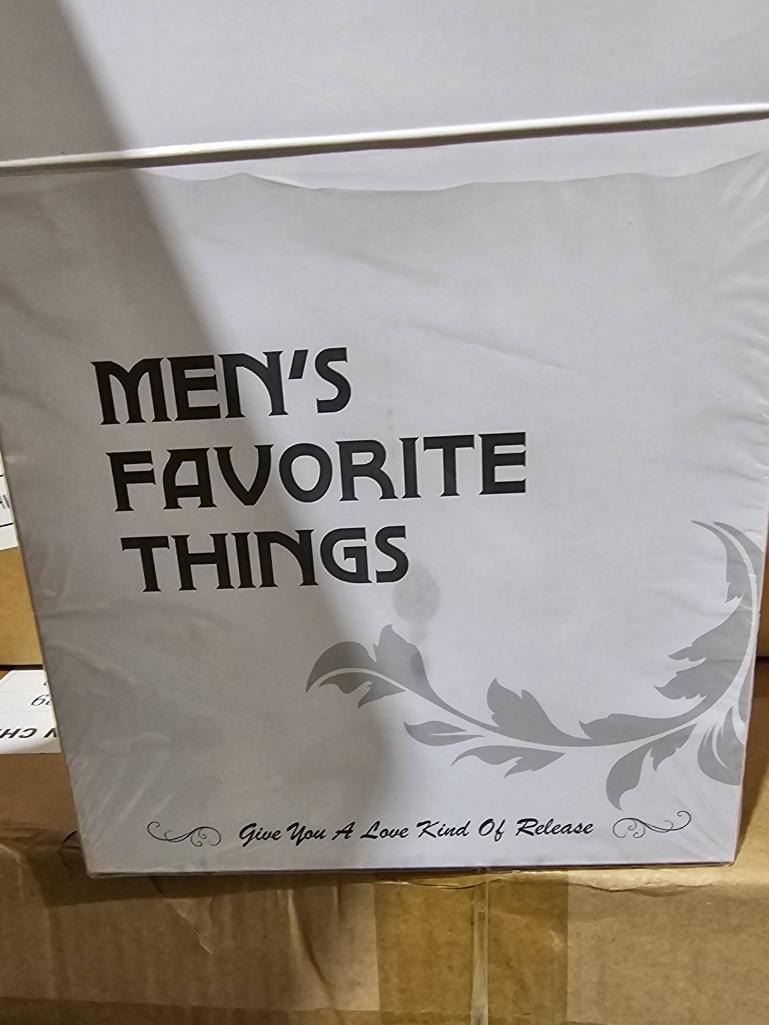 MEN'S
FAVORITE
THINGS
Give You A Love Kind Of Release